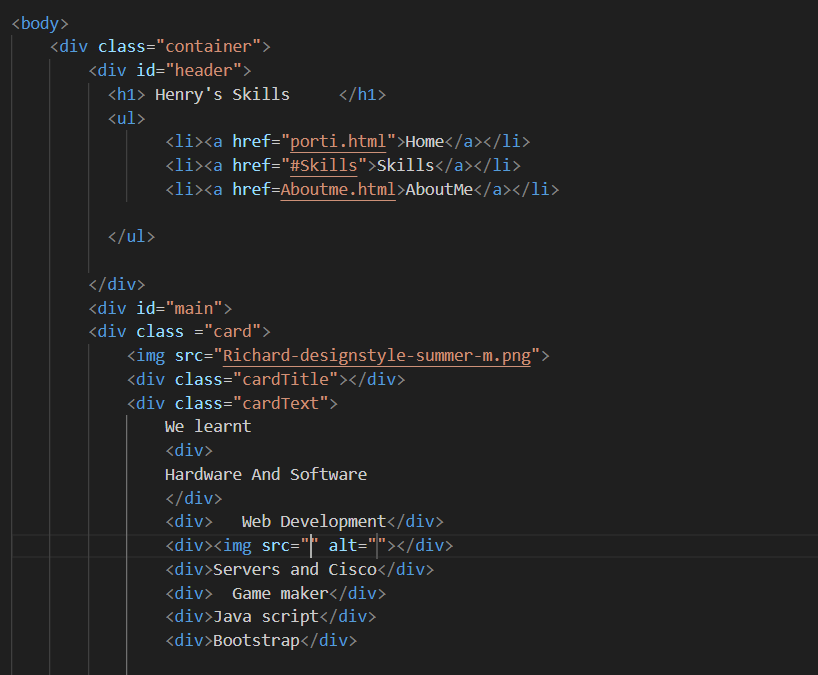 <body>
<div class="container">
<div id="header">
<h1> Henry's Skills     </h1>
<ul>
<li><a href="porti.html">Home</a></li>
<li><a href="#Skills">Skills</a></li>
<li><a href=Aboutme.html>AboutMe</a></li>
</ul>
</div>
<div id="main">
<div class ="card">
<img src="Richard-designstyle-summer-m.png">
<div class="cardTitle"></div>
<div class="cardText">
We learnt
<div>
Hardware And Software
</div>
<div>   Web Development</div>
<div><img src="" alt=""></div>
<div>Servers and Cisco</div>
<div>  Game maker</div>
<div>Java script</div>
<div>Bootstrap</div>